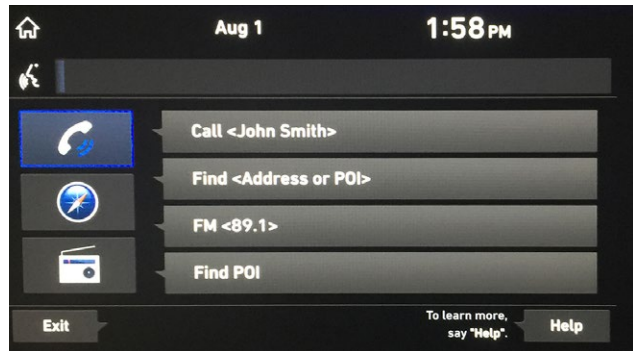 Aug 1
1:58 PM
Call <John Smith>
Find <Address or POI>
FM <89.1>
Find POI
Exit
To learn more,
say "Help".
Help